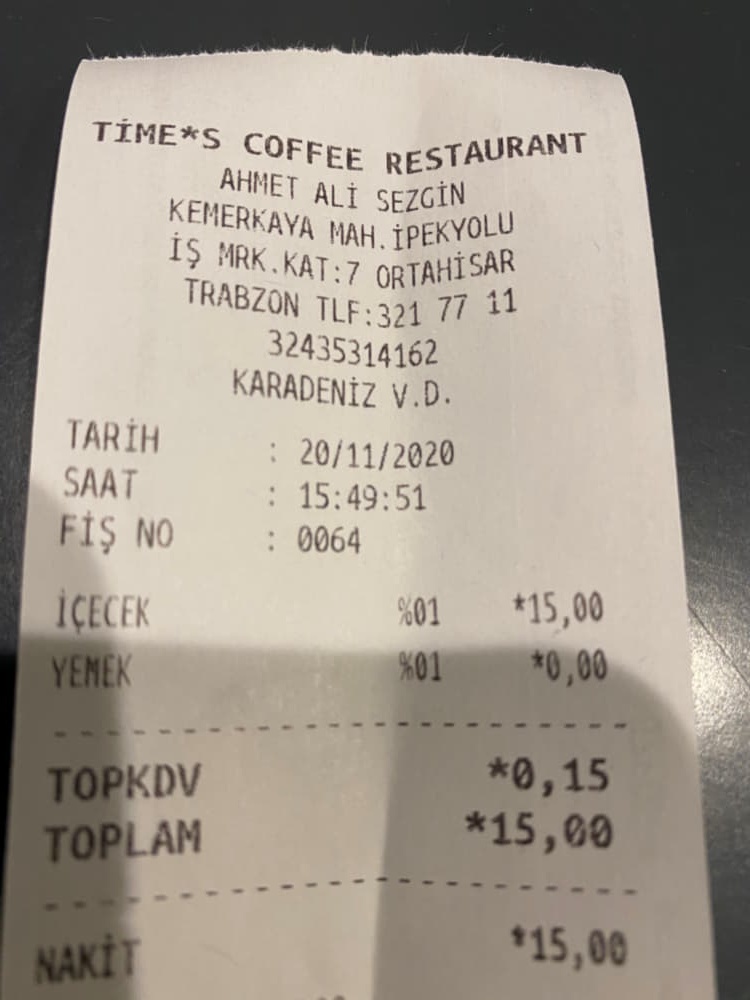 TİME*S COFFEE RESTAURANT
AHMET ALİ SEZGİN
KEMERKAYA MAH.İPEKYOLU
İŞ MRK.KAT:7 ORTAHİSAR
TRABZON TLF:321 77 11
32435314162
KARADENİZ V.D.
TARİH : 20/11/2020
SAAT : 15:49:51
FİŞ NO : 0064
İÇECEK %01 *15,00
YEMEK %01 *0,00
TOPKDV *0,15
TOPLAM *15,00
NAKİT *15,00